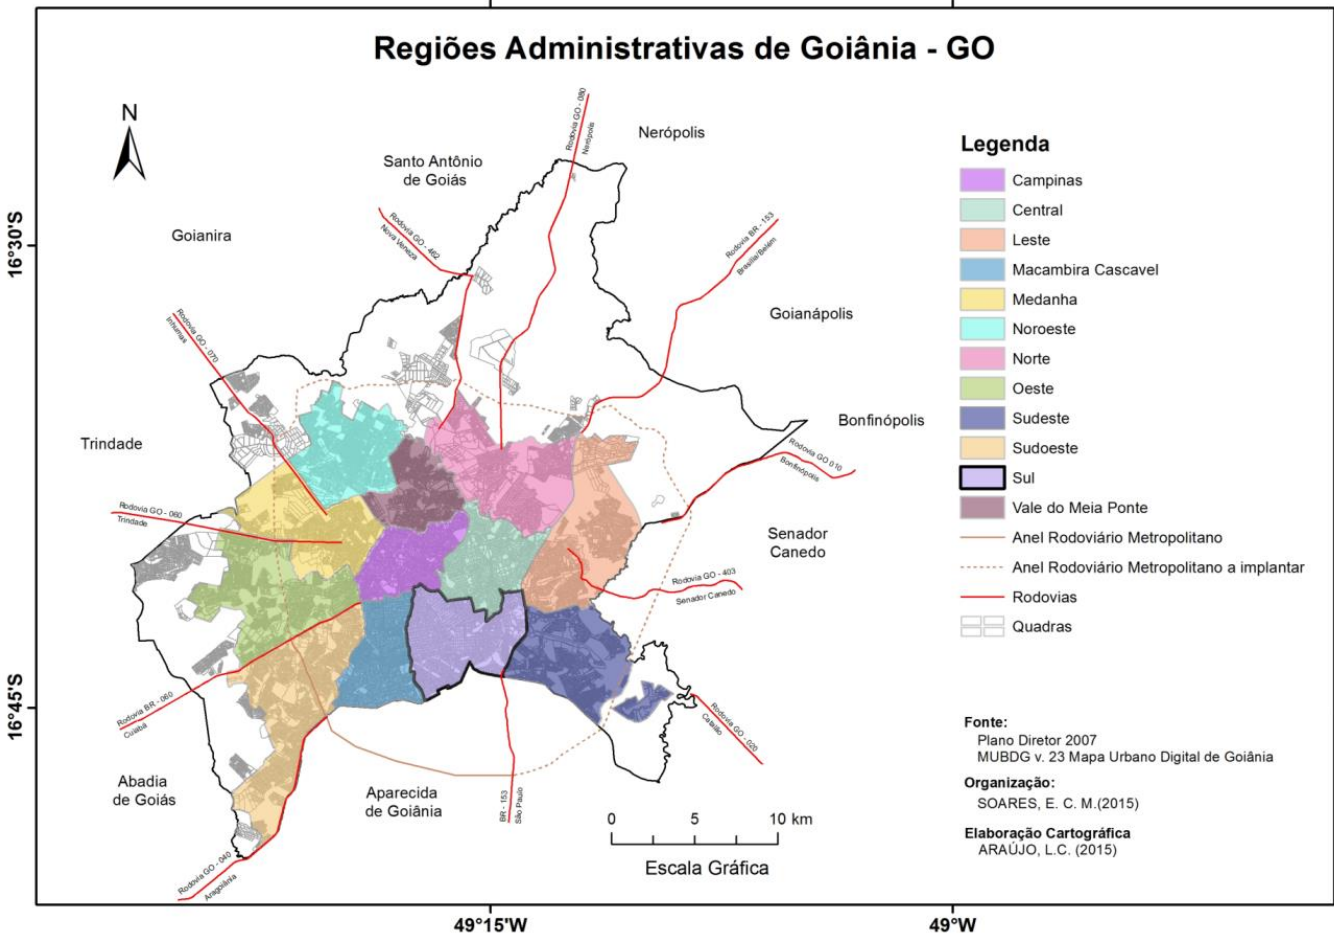 Regiões Administrativas de Goiânia - GO
N
Rodovia GO - 080
Nerópolis
Nerópolis
Santo Antônio
de Goiás
Goianira
Rodovia GO - 462
Nova Veneza
Rodovia BR - 153
Brasília/Belém
16°30'S
Goianápolis
Rodovia GO - 070
Inhumas
Trindade
Bonfinópolis
Rodovia GO 010
Bonfinópolis
Rodovia GO - 060
Trindade
Senador
Canedo
Rodovia GO - 403
Senador Canedo
Rodovia BR - 060
Cuiabá
16°45'S
Rodovia GO - 020
Catalão
Abadia
de Goiás
Aparecida
de Goiânia
BR - 153
São Paulo
Rodovia GO - 040
Aragoiânia
0 5 10 km
Escala Gráfica
Legenda
Campinas
Central
Leste
Macambira Cascavel
Medanha
Noroeste
Norte
Oeste
Sudeste
Sudoeste
Sul
Vale do Meia Ponte
Anel Rodoviário Metropolitano
Anel Rodoviário Metropolitano a implantar
Rodovias
Quadras
Fonte:
Plano Diretor 2007
MUBDG v. 23 Mapa Urbano Digital de Goiânia
Organização:
SOARES, E. C. M.(2015)
Elaboração Cartográfica
ARAÚJO, L.C. (2015)
49°15'W
49°W